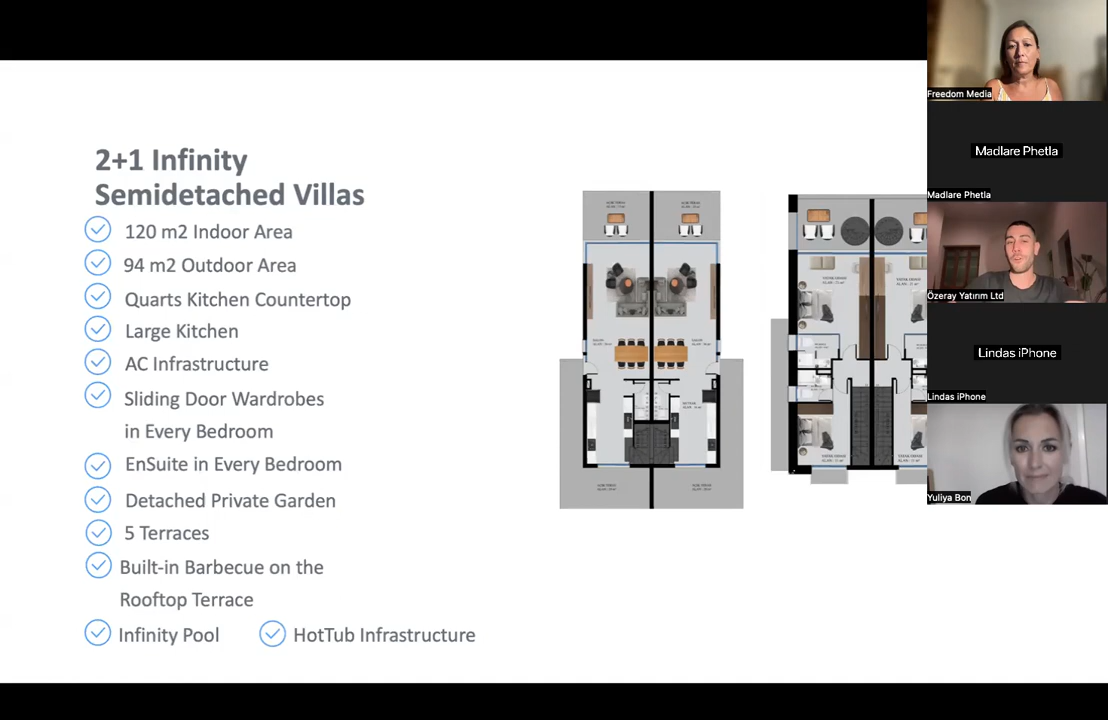 2+1 Infinity
Semidetached Villas
120 m2 Indoor Area
94 m2 Outdoor Area
Quarts Kitchen Countertop
Large Kitchen
AC Infrastructure
Sliding Door Wardrobes
in Every Bedroom
EnSuite in Every Bedroom
Detached Private Garden
5 Terraces
Built-in Barbecue on the
Rooftop Terrace
Infinity Pool
HotTub Infrastructure
Freedom Media
Madlare Phetla
Madlare Phetla
Özeray Yatırım Ltd
Lindas iPhone
Lindas iPhone
Yuliya Bon